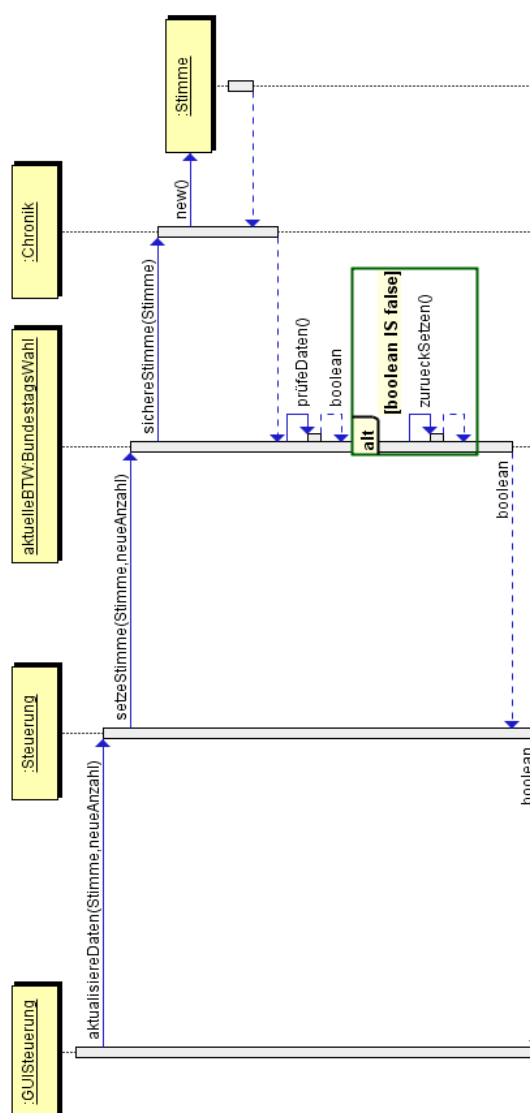 :GUISteuerung
:Steuerung
aktuelleBTW:BundestagsWahl
:Chronik
:Stimme
aktualisiereDaten(Stimme,neueAnzahl)
setzeStimme(Stimme,neueAnzahl)
sichereStimme(Stimme)
new()
prüfeDaten()
boolean
alt
[boolean IS false]
zurueckSetzen()
boolean
boolean